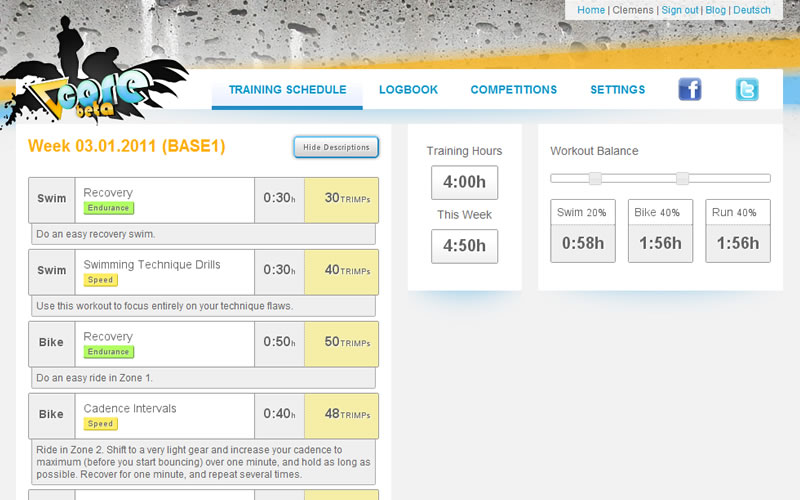 Home | Clemens | Sign out | Blog | Deutsch
core
beta
TRAINING SCHEDULE LOGBOOK COMPETITIONS SETTINGS
Week 03.01.2011 (BASE1)
Hide Descriptions
Swim Recovery 0:30h 30TRIMPs
Endurance
Do an easy recovery swim.
Swim Swimming Technique Drills 0:30h 40TRIMPs
Speed
Use this workout to focus entirely on your technique flaws.
Bike Recovery 0:50h 50TRIMPs
Endurance
Do an easy ride in Zone 1.
Bike Cadence Intervals 0:40h 48TRIMPs
Speed
Ride in Zone 2. Shift to a very light gear and increase your cadence to
maximum (before you start bouncing) over one minute, and hold as long as
possible. Recover for one minute, and repeat several times.
Training Hours
4:00h
This Week
4:50h
Workout Balance
Swim 20% Bike 40% Run 40%
0:58h 1:56h 1:56h